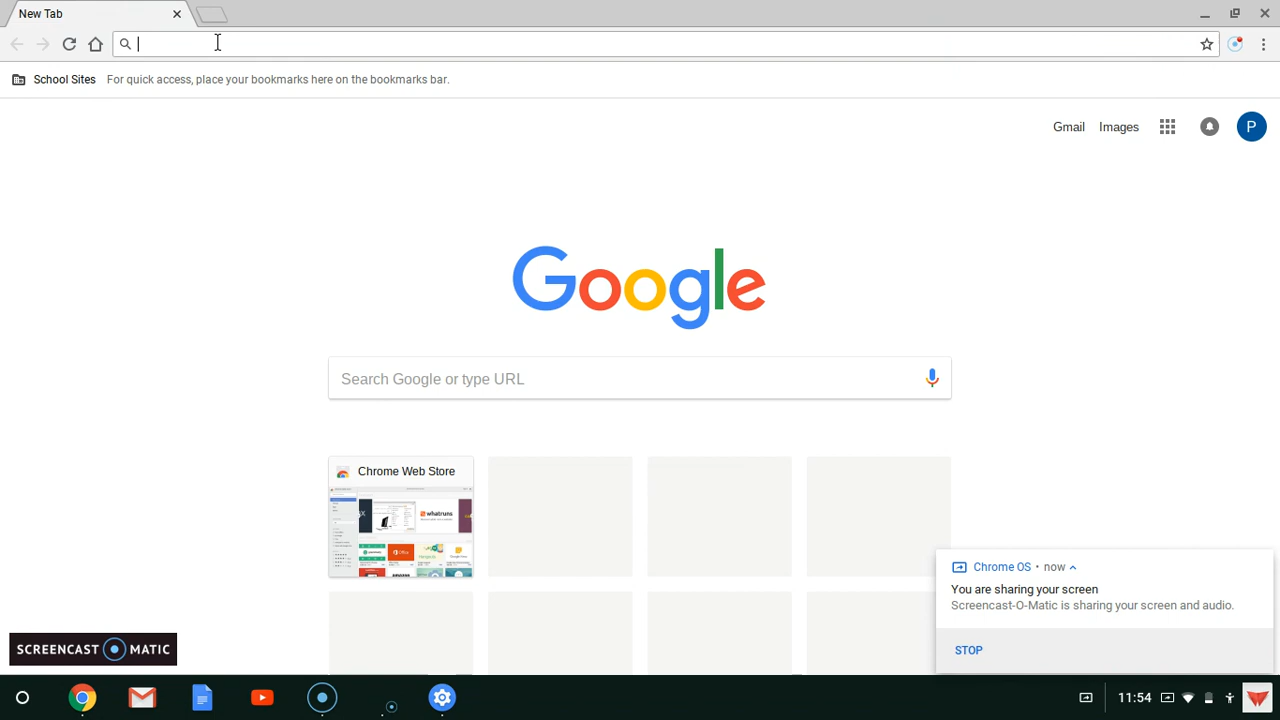 New Tab
School Sites For quick access, place your bookmarks here on the bookmarks bar.
Gmail Images P
Google
Search Google or type URL
Chrome Web Store
whatruns
Office
Chrome OS • now
You are sharing your screen
Screencast-O-Matic is sharing your screen and audio.
STOP
SCREENCAST MATIC
11:54